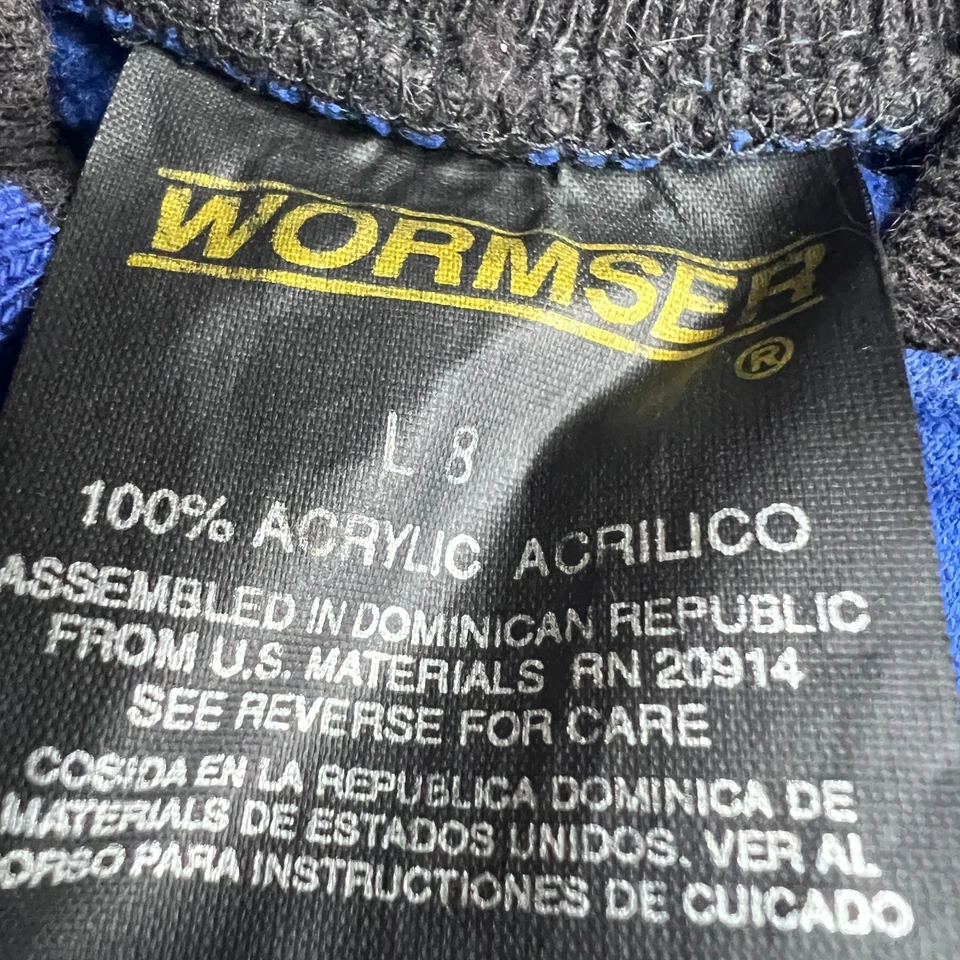 WORMSER
®
L 8
100% ACRYLIC ACRILICO
ASSEMBLED IN DOMINICAN REPUBLIC
FROM U.S. MATERIALS RN 20914
SEE REVERSE FOR CARE
COSIDA EN LA REPUBLICA DOMINICA DE
MATERIALS DE ESTADOS UNIDOS. VER AL
ORSO PARA INSTRUCTIONES DE CUICADO